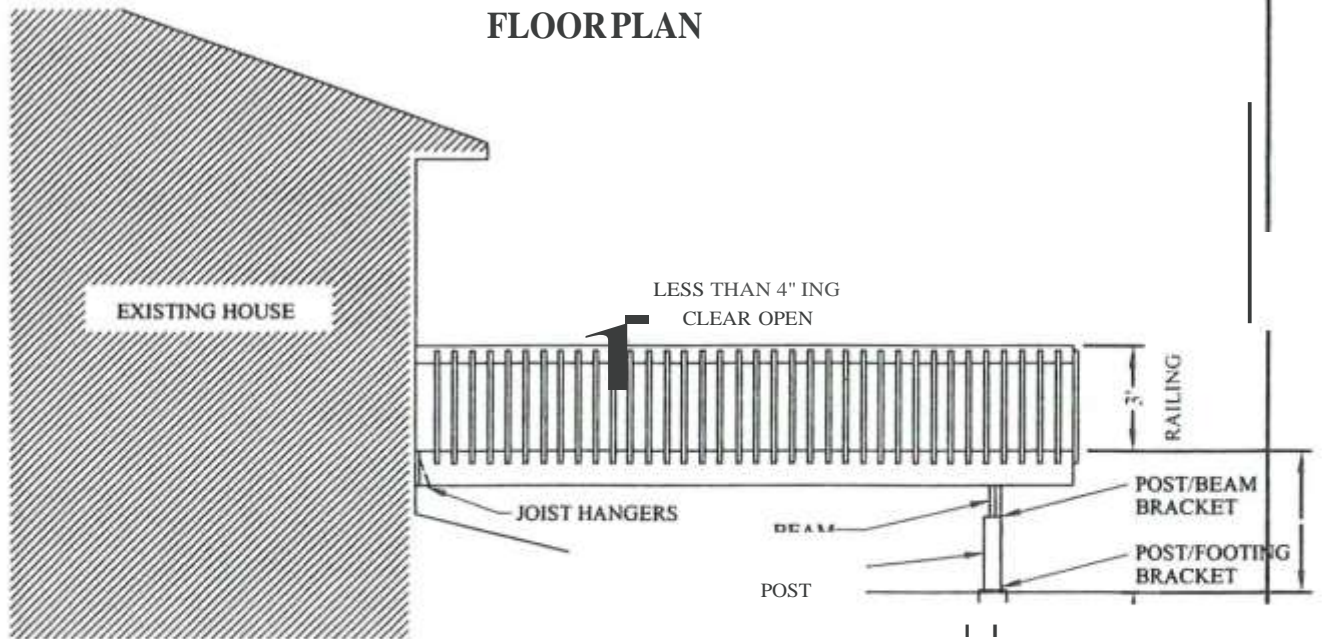 FLOOR PLAN
LESS THAN 4" ING
CLEAR OPEN
EXISTING HOUSE
3'
RAILING
JOIST HANGERS
BEAM
POST/BEAM
BRACKET
POST/FOOTING
BRACKET
POST